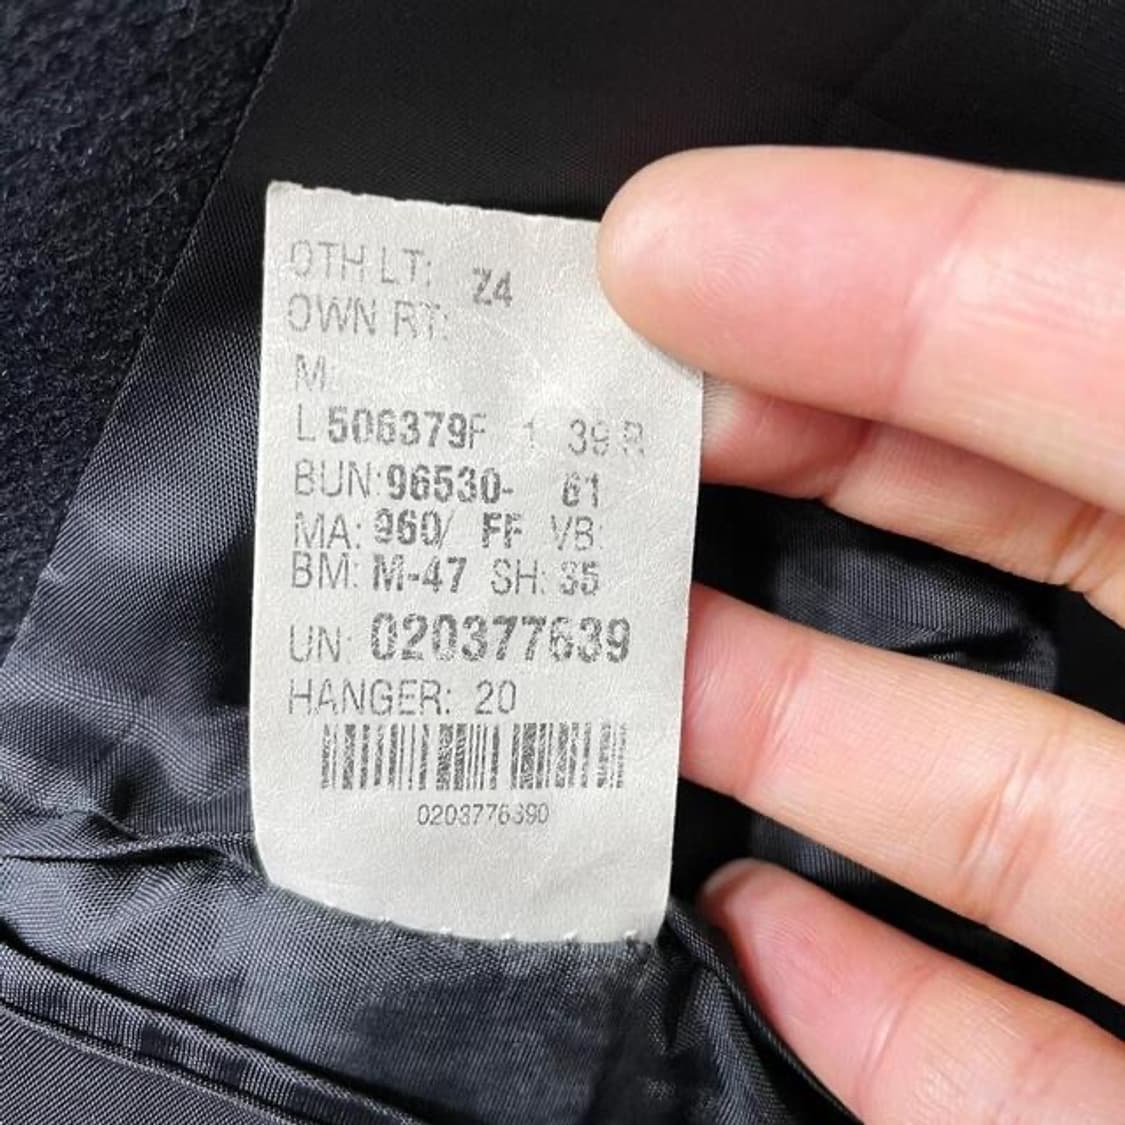 OTH LT: Z4
OWN RT:
M:
L 506379F 1 39 R
BUN: 96530- 61
MA: 960/ FF VB:
BM: M-47 SH: S5
UN: 020377639
HANGER: 20
0203776390